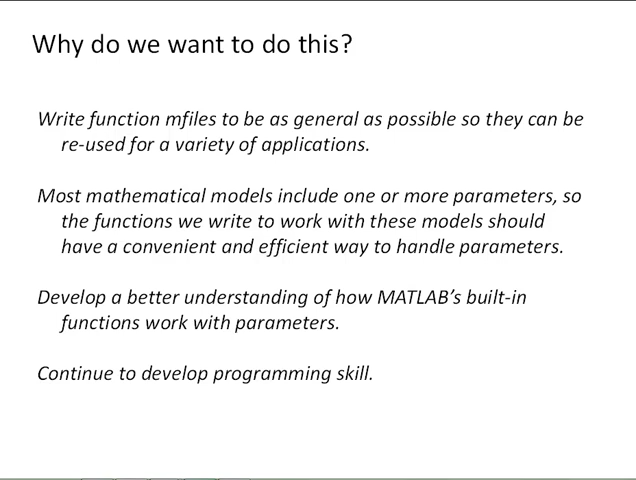 Why do we want to do this?
Write function mfiles to be as general as possible so they can be
re-used for a variety of applications.
Most mathematical models include one or more parameters, so
the functions we write to work with these models should
have a convenient and efficient way to handle parameters.
Develop a better understanding of how MATLAB’s built-in
functions work with parameters.
Continue to develop programming skill.